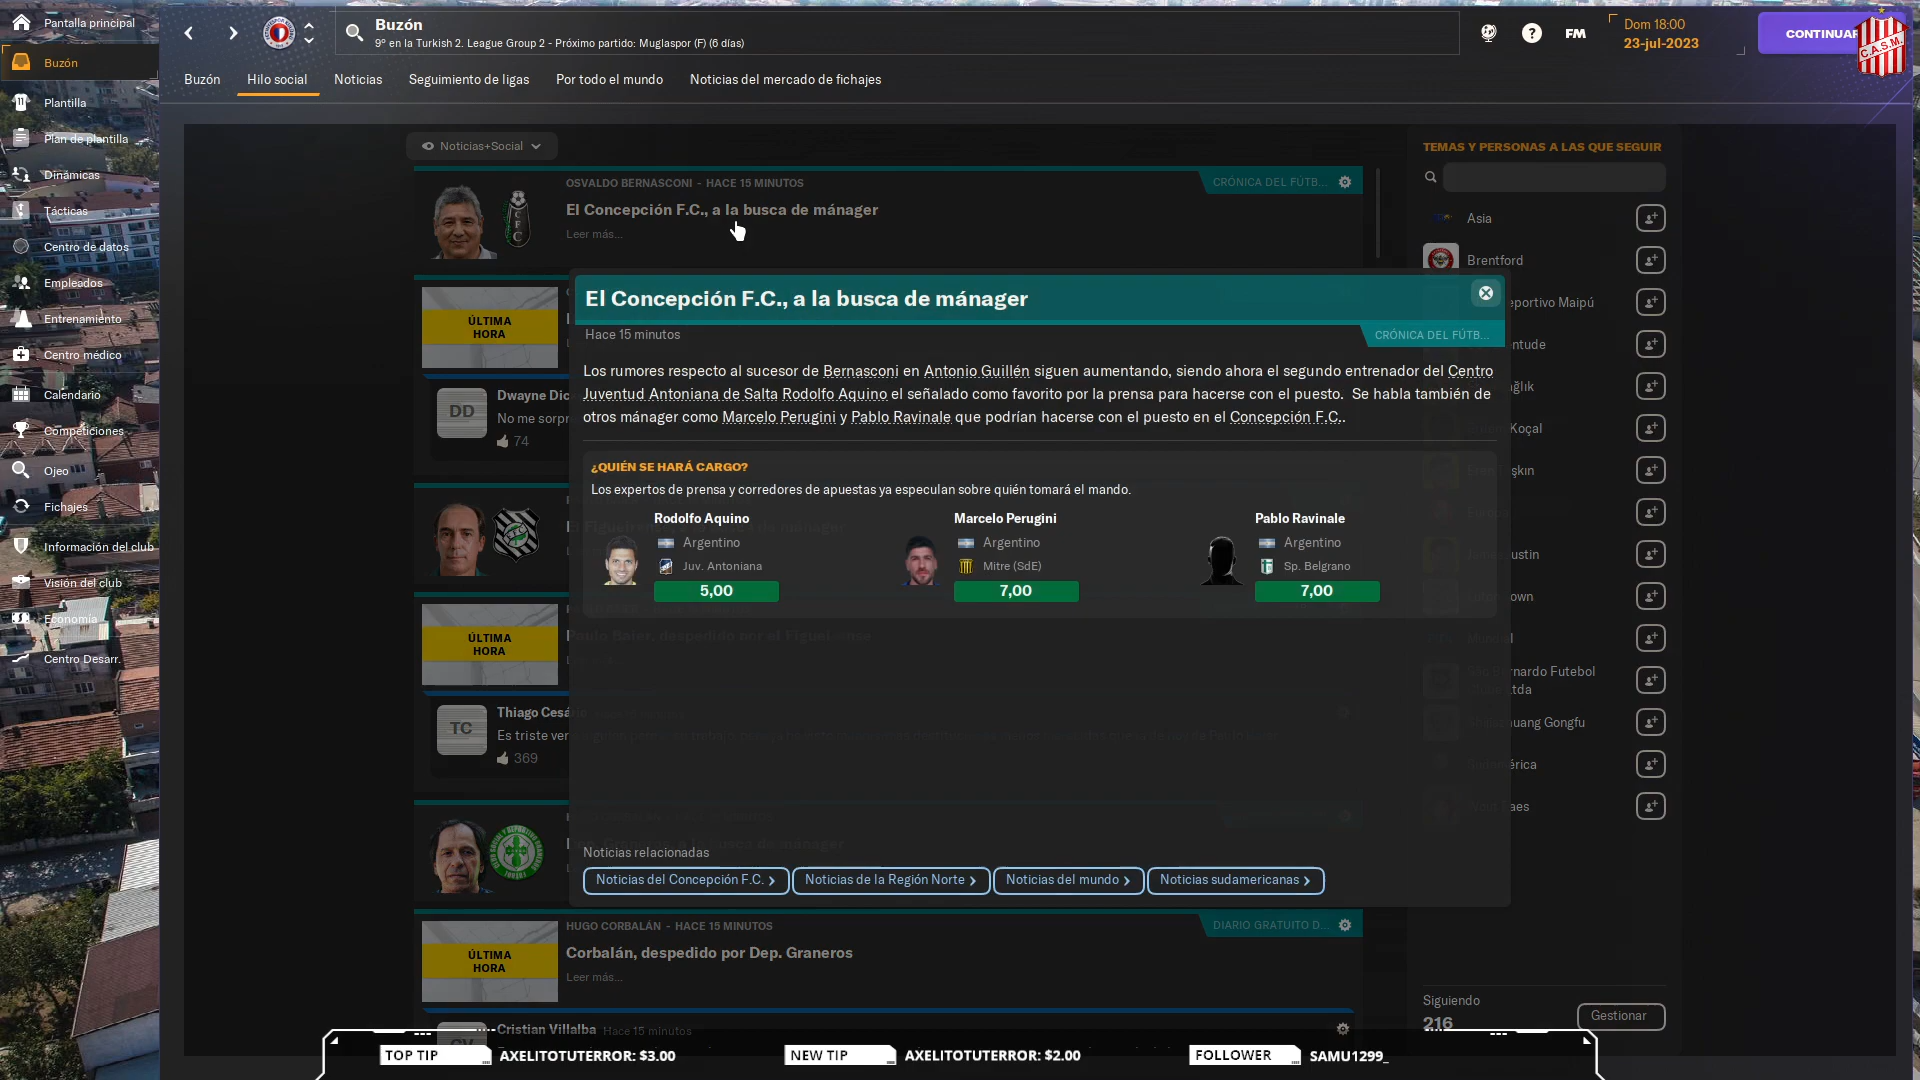 Pantalla principal
Buzón
Plantilla
Plan de plantilla
Dinámicas
Tácticas
Centro de datos
Empleados
Entrenamiento
Centro médico
Calendario
Competiciones
Ojeo
Fichajes
Información del club
Visión del club
Economía
Centro Desarr.
Buzón
9º en la Turkish 2. League Group 2 - Próximo partido: Muglaspor (F) (6 días)
FM
Dom 18:00
23-jul-2023
CONTINUAR
C.A.S.M.
Buzón
Hilo social
Noticias
Seguimiento de ligas
Por todo el mundo
Noticias del mercado de fichajes
Noticias+Social
OSVALDO BERNASCONI - HACE 15 MINUTOS
CRÓNICA DEL FÚTB...
El Concepción F.C., a la busca de mánager
Leer más...
ÚLTIMA
HORA
Dwayne Dic
No me sorpr
74
ÚLTIMA
HORA
Paulo Baier, despedido por el Figueirense
Thiago Cesá
Es triste ver
369
El Concepción F.C., a la busca de mánager
Hace 15 minutos
CRÓNICA DEL FÚTB...
Los rumores respecto al sucesor de Bernasconi en Antonio Guillén siguen aumentando, siendo ahora el segundo entrenador del Centro
Juventud Antoniana de Salta Rodolfo Aquino el señalado como favorito por la prensa para hacerse con el puesto. Se habla también de
otros mánager como Marcelo Perugini y Pablo Ravinale que podrían hacerse con el puesto en el Concepción F.C..
¿QUIÉN SE HARÁ CARGO?
Los expertos de prensa y corredores de apuestas ya especulan sobre quién tomará el mando.
Rodolfo Aquino
Argentino
Juv. Antoniana
5,00
Marcelo Perugini
Argentino
Mitre (SdE)
7,00
Pablo Ravinale
Argentino
Sp. Belgrano
7,00
Noticias relacionadas
Noticias del Concepción F.C.
Noticias de la Región Norte
Noticias del mundo
Noticias sudamericanas
HUGO CORBALÁN - HACE 15 MINUTOS
DIARIO GRATUITO D...
ÚLTIMA
HORA
Corbalán, despedido por Dep. Graneros
Leer más...
Cristian Villalba Hace 15 minutos
TEMAS Y PERSONAS A LAS QUE SEGUIR
Asia
Brentford
eportivo Maipú
entude
Koçal
Siguiendo
216
Gestionar
TOP TIP
AXELITOTUTERROR: $3.00
NEW TIP
AXELITOTUTERROR: $2.00
FOLLOWER
SAMU1299_